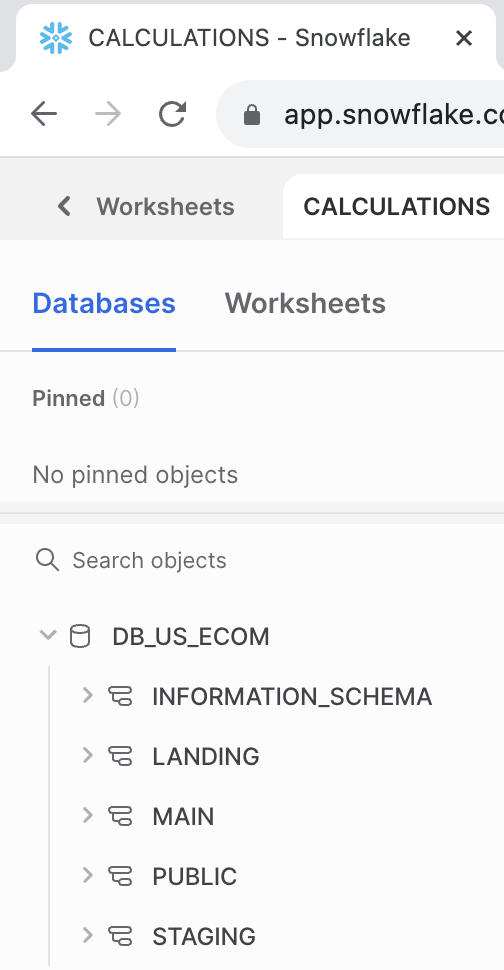 CALCULATIONS - Snowflake
app.snowflake.c
Worksheets
CALCULATIONS
Databases Worksheets
Pinned (0)
No pinned objects
Search objects
DB_US_ECOM
INFORMATION_SCHEMA
LANDING
MAIN
PUBLIC
STAGING